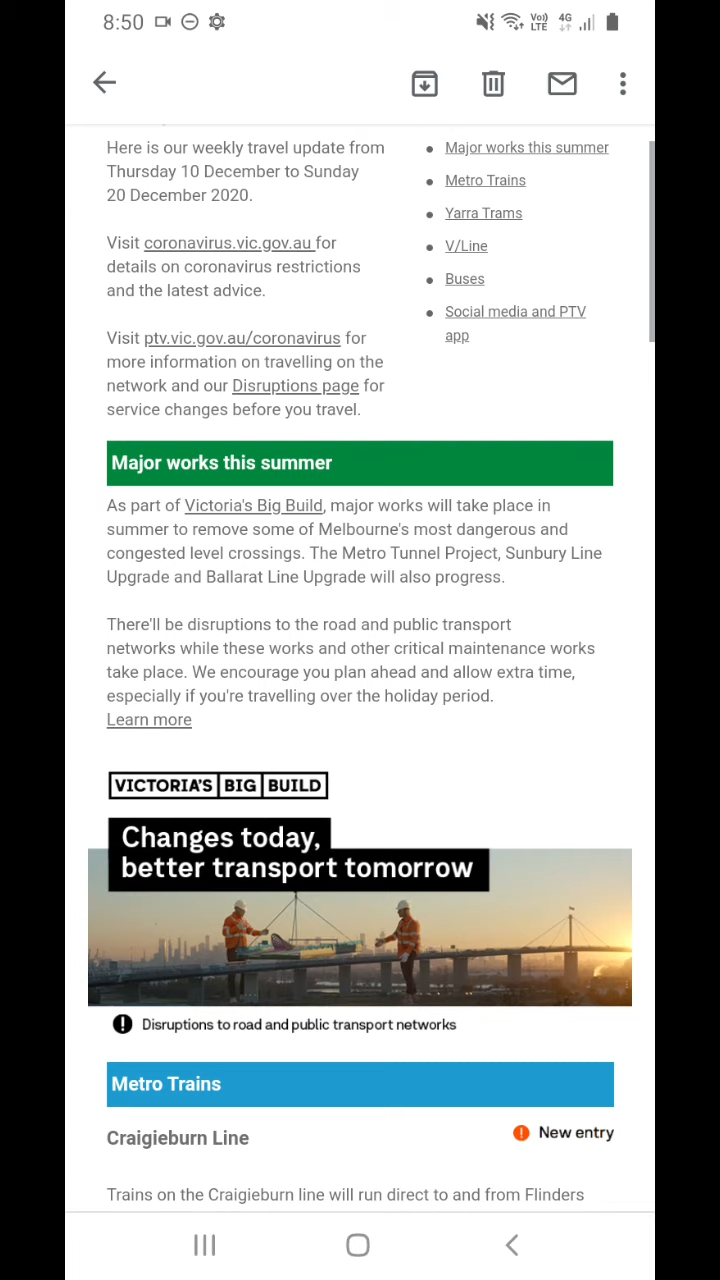 8:50
Vo))
LTE
4G
Here is our weekly travel update from
Thursday 10 December to Sunday
20 December 2020.
Visit coronavirus.vic.gov.au for
details on coronavirus restrictions
and the latest advice.
Visit ptv.vic.gov.au/coronavirus for
more information on travelling on the
network and our Disruptions page for
service changes before you travel.
Major works this summer
Metro Trains
Yarra Trams
V/Line
Buses
Social media and PTV
app
Major works this summer
As part of Victoria's Big Build, major works will take place in
summer to remove some of Melbourne's most dangerous and
congested level crossings. The Metro Tunnel Project, Sunbury Line
Upgrade and Ballarat Line Upgrade will also progress.
There'll be disruptions to the road and public transport
networks while these works and other critical maintenance works
take place. We encourage you plan ahead and allow extra time,
especially if you're travelling over the holiday period.
Learn more
VICTORIA'S BIG BUILD
Changes today,
better transport tomorrow
Disruptions to road and public transport networks
Metro Trains
Craigieburn Line
New entry
Trains on the Craigieburn line will run direct to and from Flinders